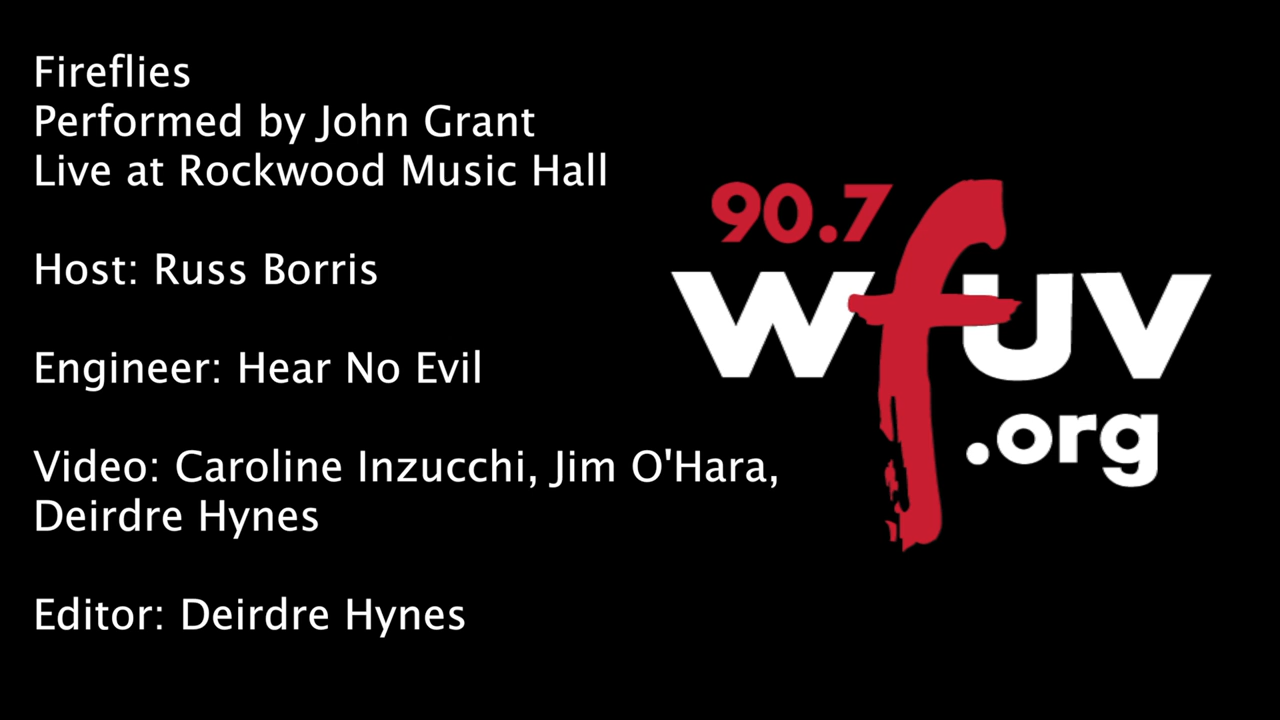 Fireflies
Performed by John Grant
Live at Rockwood Music Hall
Host: Russ Borris
Engineer: Hear No Evil
Video: Caroline Inzucchi, Jim O'Hara,
Deirdre Hynes
Editor: Deirdre Hynes
90.7
wfuv
.org